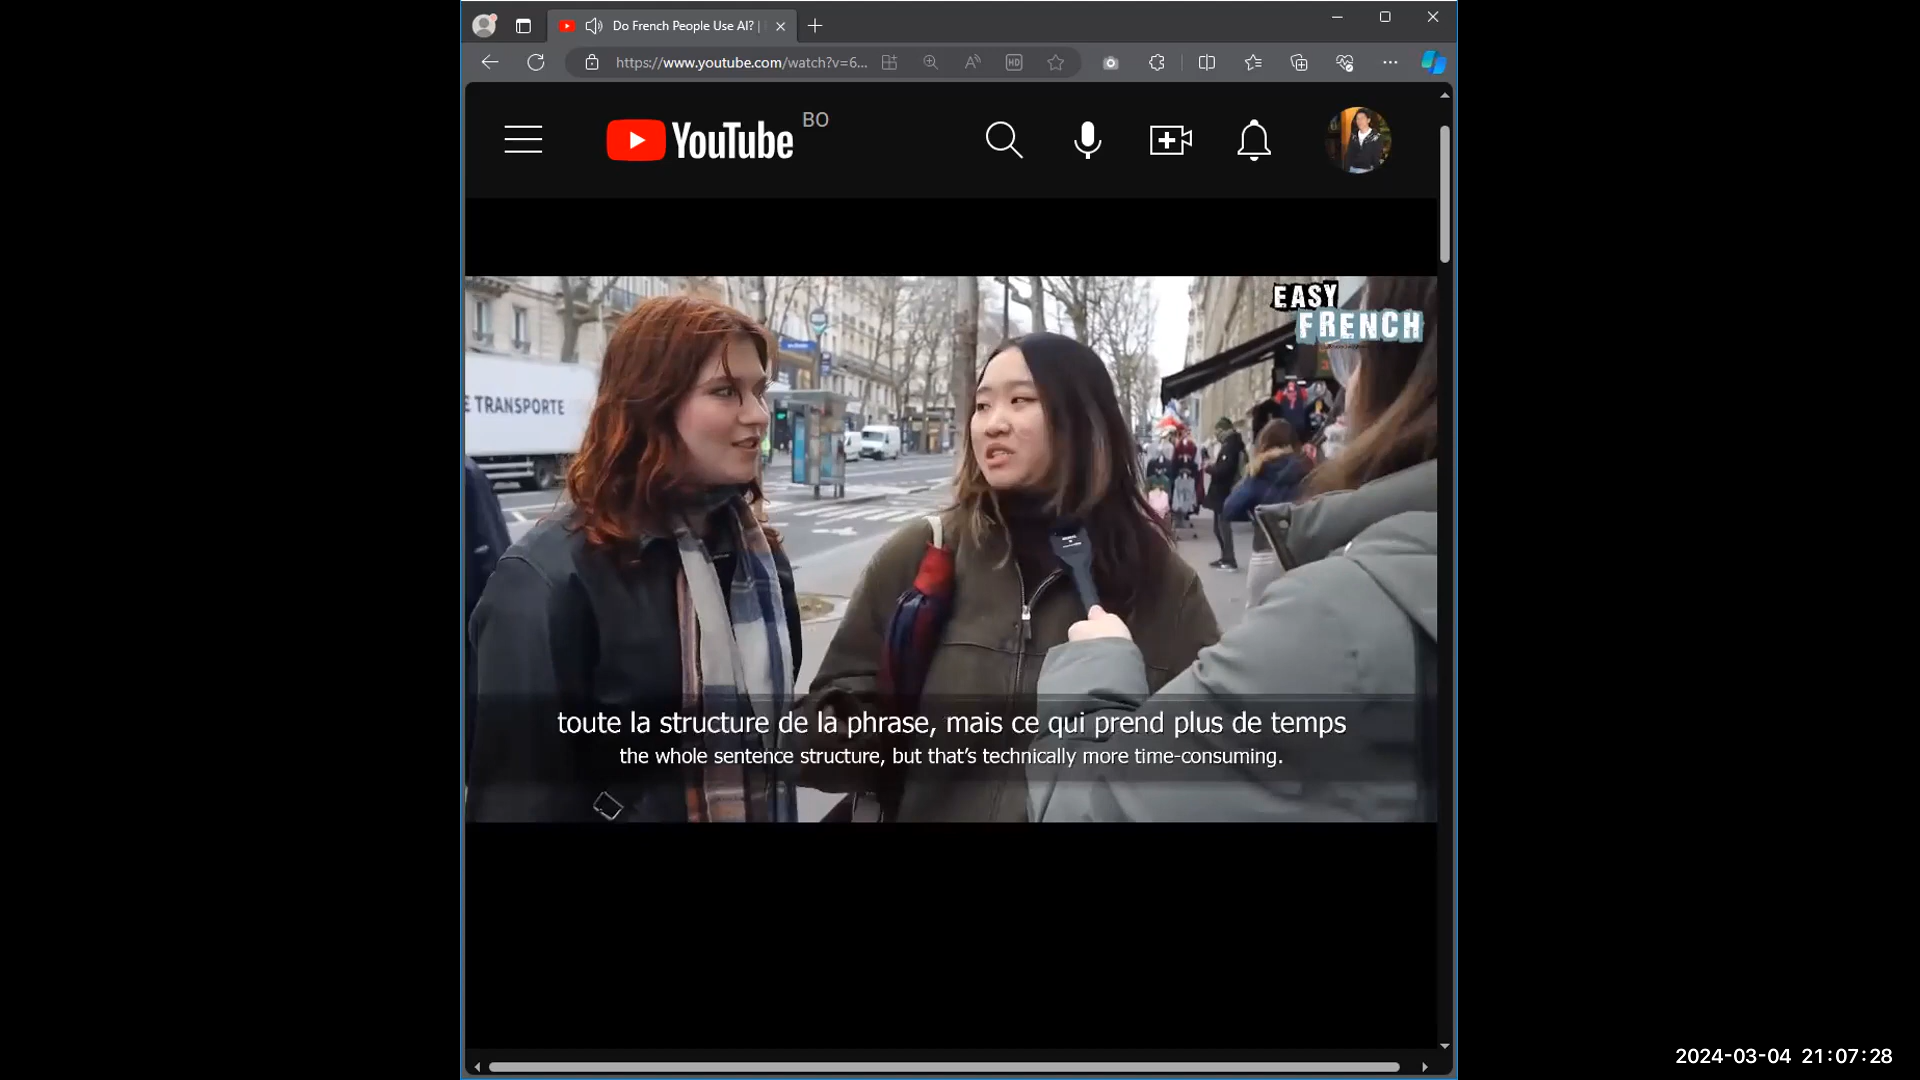 Do French People Use AI? |
https://www.youtube.com/watch?v=6...
HD
YouTube BO
EASY
FRENCH
E TRANSPORTE
toute la structure de la phrase, mais ce qui prend plus de temps
the whole sentence structure, but that's technically more time-consuming.
2024-03-04 21:07:28